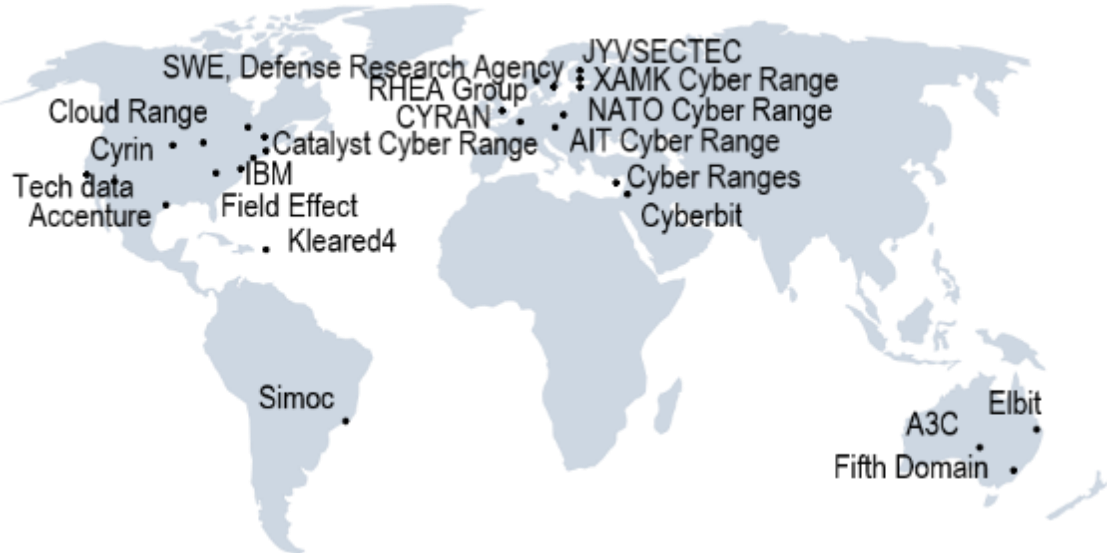 JYVSECTEC
SWE, Defense Research Agency
XAMK Cyber Range
RHEA Group
Cloud Range
NATO Cyber Range
CYRAN
Catalyst Cyber Range
AIT Cyber Range
Cyrin
IBM
Cyber Ranges
Tech data
Accenture
Field Effect
Cyberbit
Kleared4
Simoc
Elbit
A3C
Fifth Domain